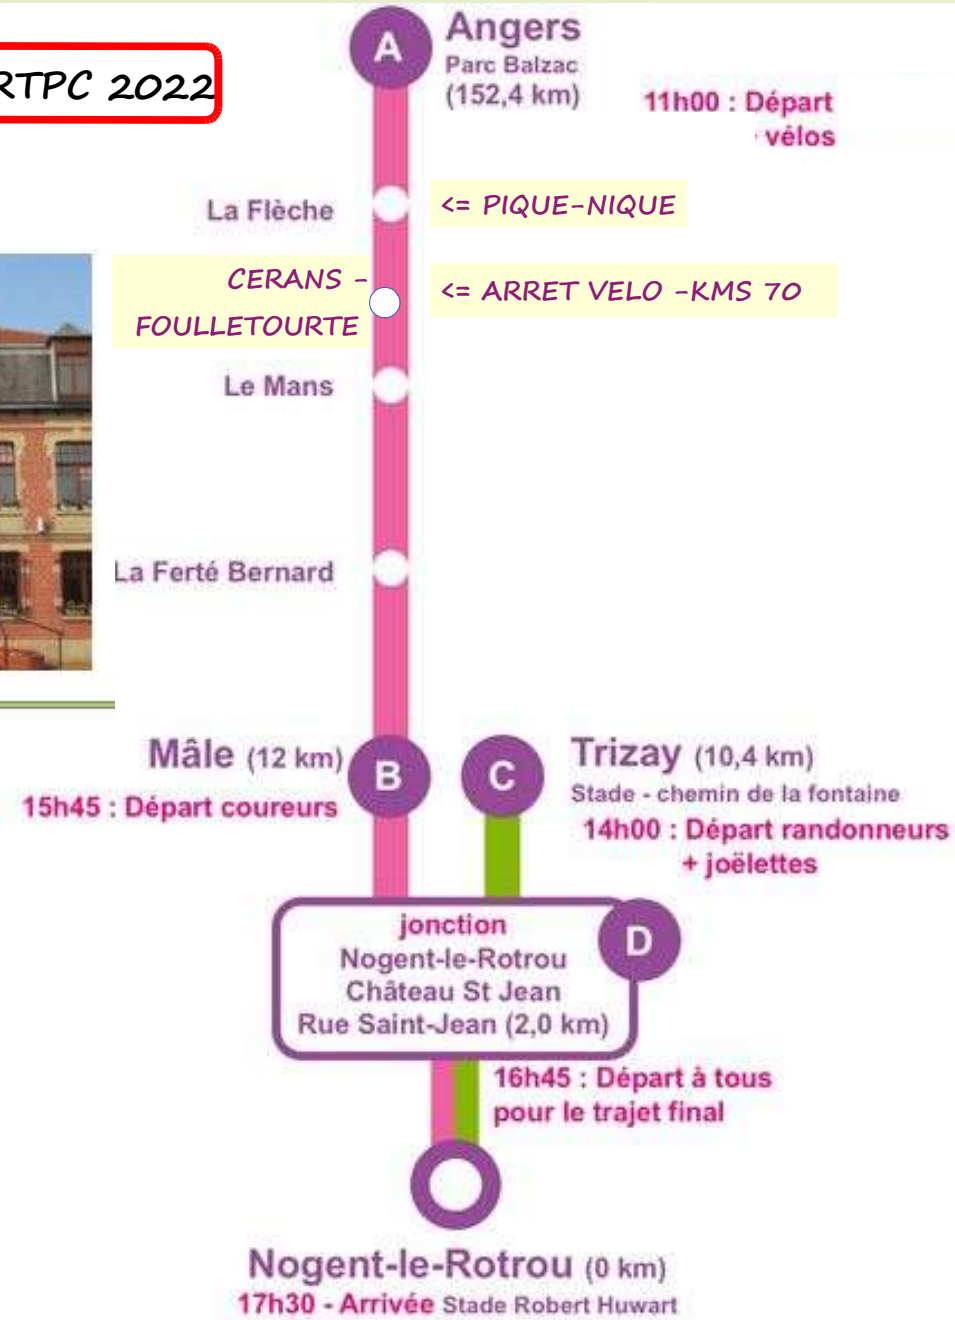 RTPC 2022
A
Angers
Parc Balzac
(152,4 km)
11h00 : Départ
vélos
La Flèche
<= PIQUE-NIQUE
CERANS -
FOULLETOURTE
<= ARRET VELO -KMS 70
Le Mans
La Ferté Bernard
Mâle (12 km)
15h45 : Départ coureurs
B
C
Trizay (10,4 km)
Stade - chemin de la fontaine
14h00 : Départ randonneurs
+ joëlettes
jonction
Nogent-le-Rotrou
Château St Jean
Rue Saint-Jean (2,0 km)
D
16h45 : Départ à tous
pour le trajet final
Nogent-le-Rotrou (0 km)
17h30 - Arrivée Stade Robert Huwart